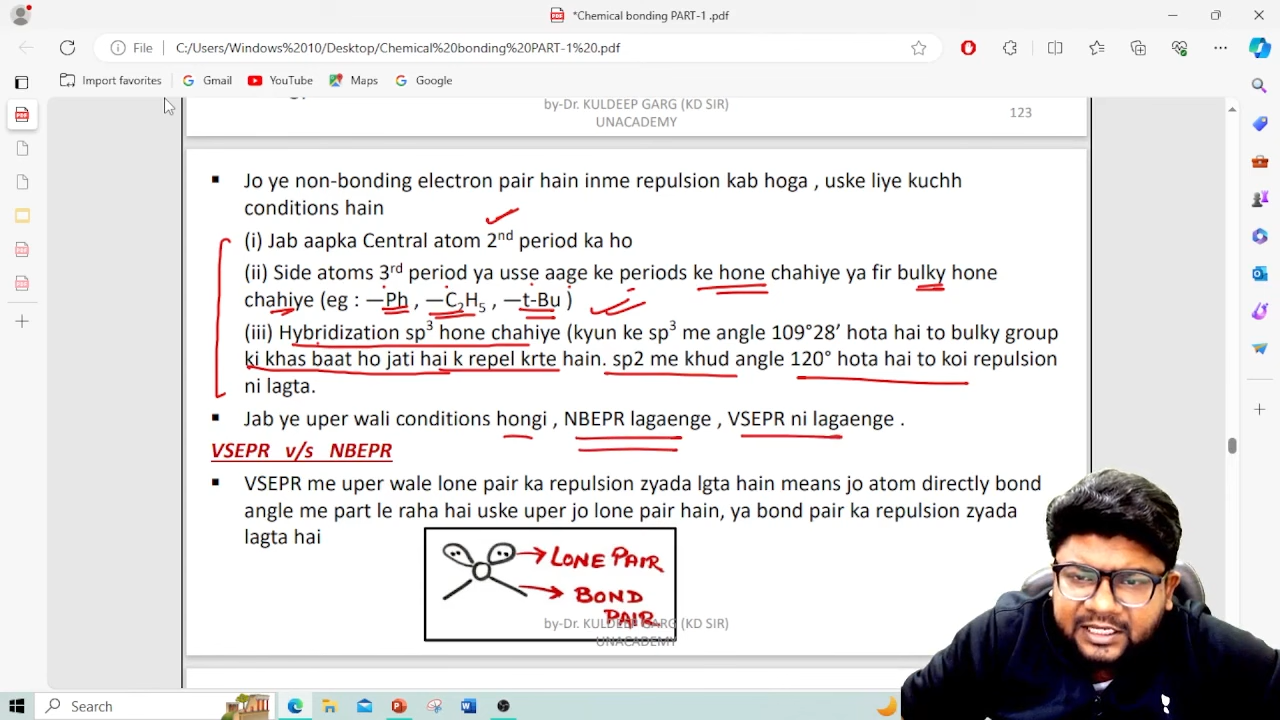 *Chemical bonding PART-1 .pdf
File
C:/Users/Windows%2010/Desktop/Chemical%20bonding%20PART-1%20.pdf
Import favorites
Gmail
YouTube
Maps
Google
by-Dr. KULDEEP GARG (KD SIR)
UNACADEMY
123
▪ Jo ye non-bonding electron pair hain inme repulsion kab hoga , uske liye kuchh
conditions hain
(i) Jab aapka Central atom 2nd period ka ho
(ii) Side atoms 3rd period ya usse aage ke periods ke hone chahiye ya fir bulky hone
chahiye (eg : —Ph , —C2H5 , —t-Bu )
(iii) Hybridization sp3 hone chahiye (kyun ke sp3 me angle 109°28′ hota hai to bulky group
ki khas baat ho jati hai k repel krte hain. sp2 me khud angle 120° hota hai to koi repulsion
ni lagta.
▪ Jab ye uper wali conditions hongi , NBEPR lagaenge , VSEPR ni lagaenge .
VSEPR v/s NBEPR
▪ VSEPR me uper wale lone pair ka repulsion zyada lgta hain means jo atom directly bond
angle me part le raha hai uske uper jo lone pair hain, ya bond pair ka repulsion zyada
lagta hai
LONE PAIR
BOND
PAIR
by-Dr. KULDEEP GARG (KD SIR)
UNACADEMY
Search